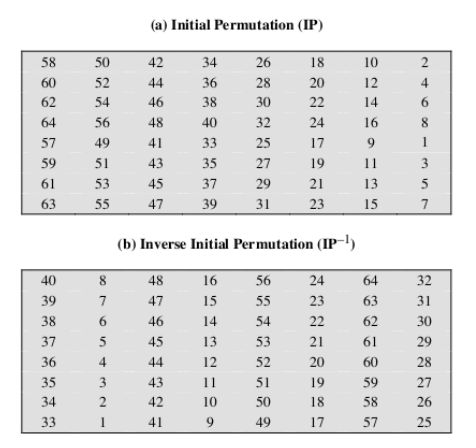 (a) Initial Permutation (IP)
58 50 42 34 26 18 10 2
60 52 44 36 28 20 12 4
62 54 46 38 30 22 14 6
64 56 48 40 32 24 16 8
57 49 41 33 25 17 9 1
59 51 43 35 27 19 11 3
61 53 45 37 29 21 13 5
63 55 47 39 31 23 15 7
(b) Inverse Initial Permutation (IP⁻¹)
40 8 48 16 56 24 64 32
39 7 47 15 55 23 63 31
38 6 46 14 54 22 62 30
37 5 45 13 53 21 61 29
36 4 44 12 52 20 60 28
35 3 43 11 51 19 59 27
34 2 42 10 50 18 58 26
33 1 41 9 49 17 57 25